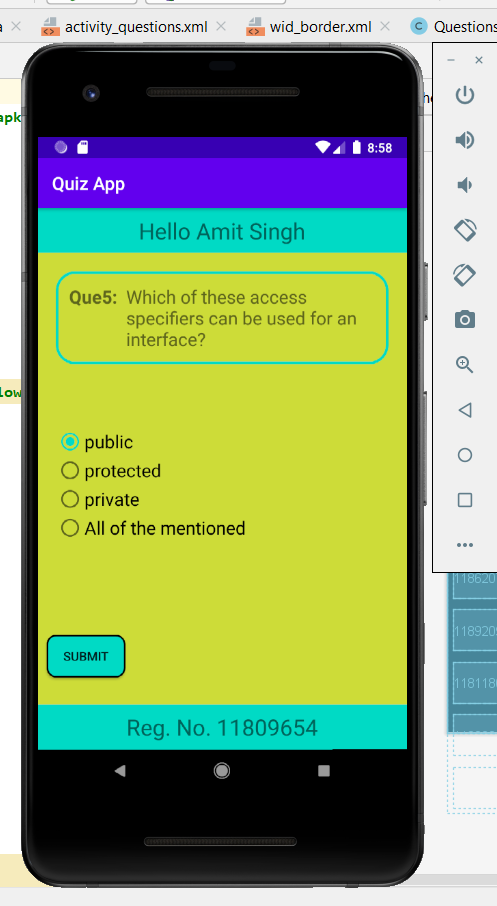 activity_questions.xml
wid_border.xml
C
Questions
apk
8:58
Quiz App
Hello Amit Singh
Que5: Which of these access
specifiers can be used for an
interface?
low
public
protected
private
All of the mentioned
118620
SUBMIT
118920
118118
Reg. No. 11809654